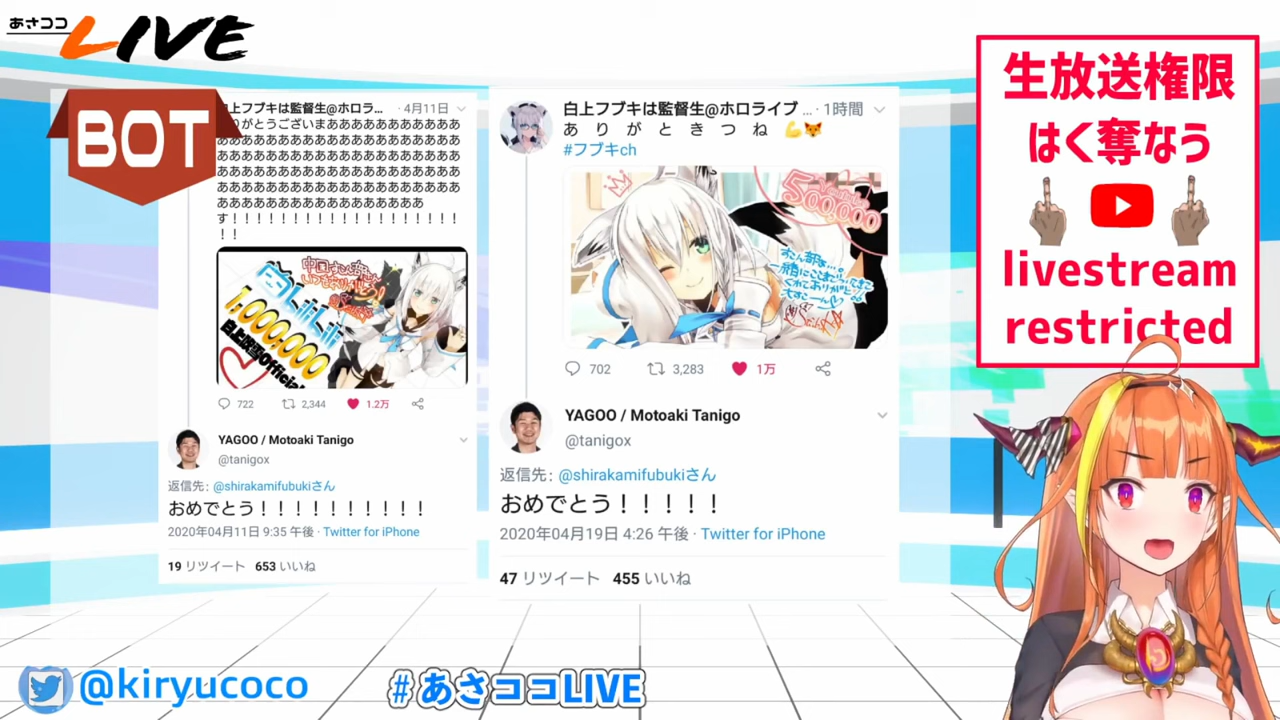 あさココ
LIVE
BOT
白上フブキは監督生@ホロラ... · 4月11日
りがとうございまああああああああああああ
ああああああああああああああああああああ
ああああああああああああああああああああ
ああああああああああああああああああああ
ああああああああああああああああああああ
あああああああああああああああああ
す！！！！！！！！！！！！！！！！！！！
！！
1,000,000
722
2,344
1.2万
YAGOO / Motoaki Tanigo
@tanigox
返信先: @shirakamifubukiさん
おめでとう！！！！！！！！！！
2020年04月11日 9:35 午後 · Twitter for iPhone
19 リツイート 653 いいね
白上フブキは監督生@ホロライブ ... · 1時間
あ り が と き つ ね 💪🦊
#フブキch
500,000
702
3,283
1万
YAGOO / Motoaki Tanigo
@tanigox
返信先: @shirakamifubukiさん
おめでとう！！！！！
2020年04月19日 4:26 午後 · Twitter for iPhone
47 リツイート 455 いいね
生放送権限
はく奪なう
livestream
restricted
@kiryucoco
#あさココLIVE